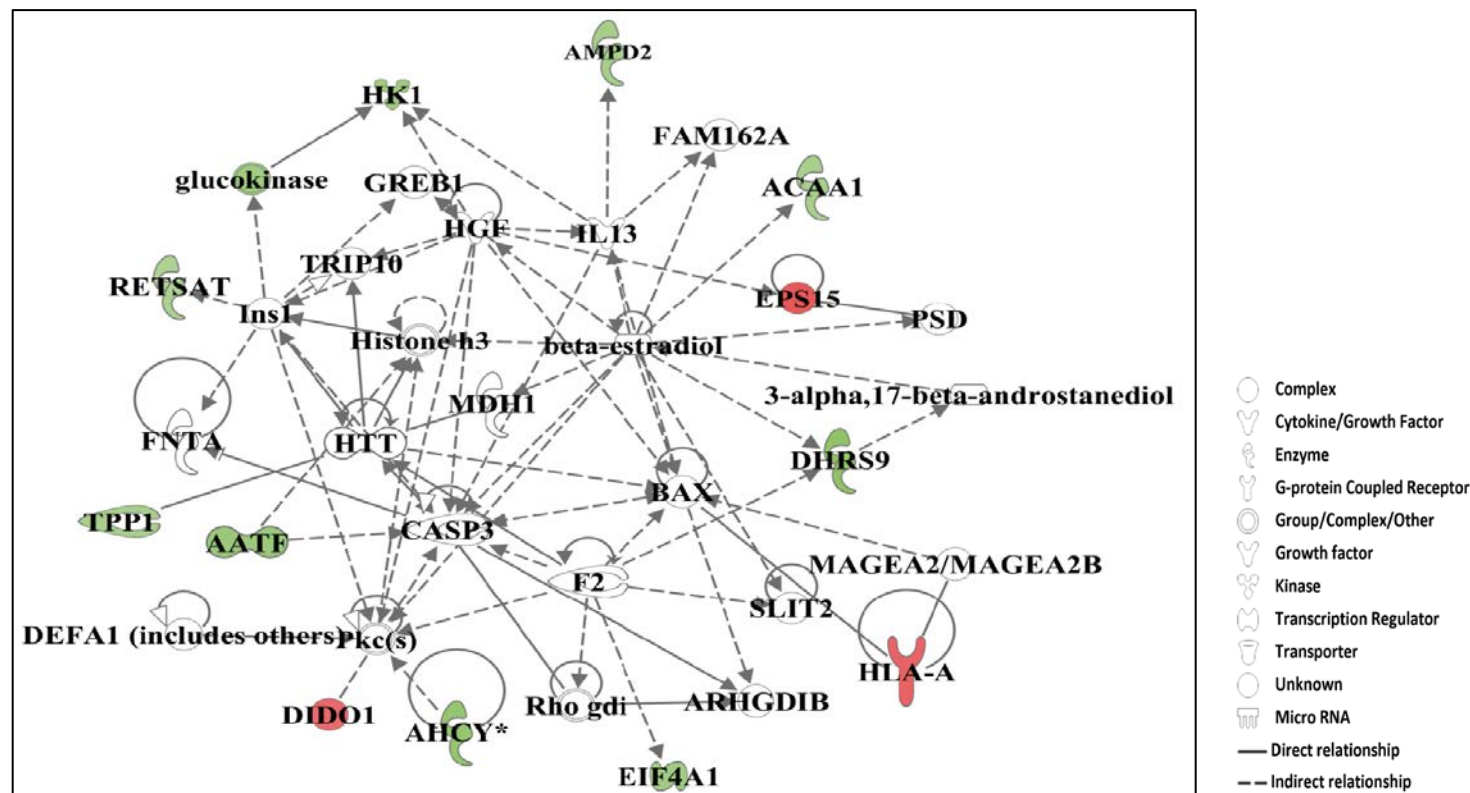 AMPD2
HK1
FAM162A
glucokinase
GREB1
ACAA1
HGF
IL13
TRIP10
RETSAT
EPS15
Ins1
PSD
Histone h3
beta-estradiol
3-alpha,17-beta-androstanediol
MDH1
FNTA
HTT
DHRS9
BAX
TPP1
AATF
CASP3
MAGEA2/MAGEA2B
F2
SLIT2
DEFA1 (includes others)
Pkc(s)
HLA-A
DIDO1
AHCY*
Rho gdi
ARHGDIB
EIF4A1
Complex
Cytokine/Growth Factor
Enzyme
G-protein Coupled Receptor
Group/Complex/Other
Growth factor
Kinase
Transcription Regulator
Transporter
Unknown
Micro RNA
Direct relationship
Indirect relationship